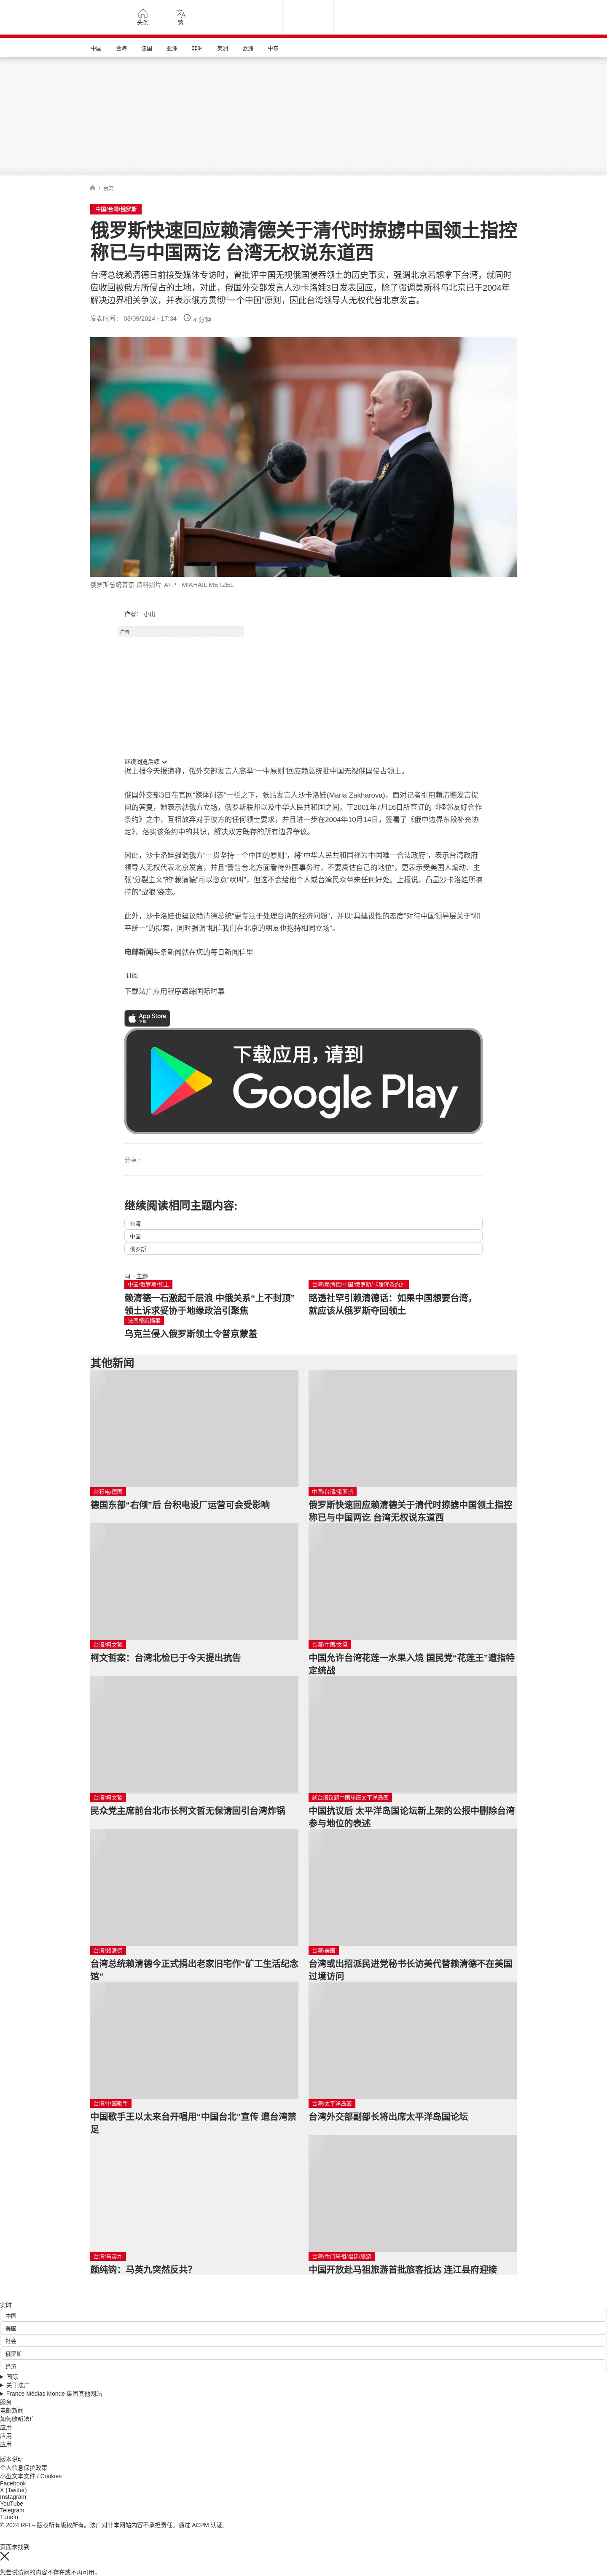 头条
繁
中国 台海 法国 亚洲 非洲 美洲 欧洲 中东
/ 台湾
中国/台湾/俄罗斯
俄罗斯快速回应赖清德关于清代时掠掳中国领土指控
称已与中国两讫 台湾无权说东道西
台湾总统赖清德日前接受媒体专访时，曾批评中国无视俄国侵吞领土的历史事实，强调北京若想拿下台湾，就同时
应收回被俄方所侵占的土地，对此，俄国外交部发言人沙卡洛娃3日发表回应，除了强调莫斯科与北京已于2004年
解决边界相关争议，并表示俄方贯彻“一个中国”原则，因此台湾领导人无权代替北京发言。
发表时间： 03/09/2024 - 17:34 4 分钟
俄罗斯总统普京 资料照片 AFP - MIKHAIL METZEL
作者： 小山
广告
继续浏览后续
据上报今天报道称，俄外交部发言人高举“一中原则”回应赖总统批中国无视俄国侵占领土。
俄国外交部3日在官网“媒体问答”一栏之下，张贴发言人沙卡洛娃(Maria Zakharova)，面对记者引用赖清德发言提
问的答复，她表示就俄方立场，俄罗斯联邦以及中华人民共和国之间，于2001年7月16日所签订的《睦邻友好合作
条约》之中，互相放弃对于彼方的任何领土要求，并且进一步在2004年10月14日，签署了《俄中边界东段补充协
定》，落实该条约中的共识，解决双方既存的所有边界争议。
因此，沙卡洛娃强调俄方“一贯坚持一个中国的原则”，将“中华人民共和国视为中国唯一合法政府”，表示台湾政府
领导人无权代表北京发言，并且“警告台北方面看待外国事务时，不要高估自己的地位”，更表示受美国人煽动、主
张“分裂主义”的“赖清德”可以恣意“吠叫”，但这不会给他个人或台湾民众带来任何好处。上报说，凸显沙卡洛娃所抱
持的“战狼”姿态。
此外，沙卡洛娃也建议赖清德总统“更专注于处理台湾的经济问题”，并以“具建设性的态度”对待中国领导层关于“和
平统一”的提案，同时强调“相信我们在北京的朋友也抱持相同立场”。
电邮新闻头条新闻就在您的每日新闻信里
订阅
下载法广应用程序跟踪国际时事
App Store
下载
下载应用，请到
Google Play
分享 :
继续阅读相同主题内容:
台湾
中国
俄罗斯
同一主题
中国/俄罗斯/领土
赖清德一石激起千层浪 中俄关系“上不封顶”
领土诉求妥协于地缘政治引聚焦
台湾/赖清德/中国/俄罗斯/《瑷珲条约》
路透社罕引赖清德话：如果中国想要台湾，
就应该从俄罗斯夺回领土
法国报纸摘要
乌克兰侵入俄罗斯领土令普京蒙羞
其他新闻
台积电/德国
德国东部“右倾”后 台积电设厂运营可会受影响
中国/台湾/俄罗斯
俄罗斯快速回应赖清德关于清代时掠掳中国领土指控
称已与中国两讫 台湾无权说东道西
台湾/柯文哲
柯文哲案：台湾北检已于今天提出抗告
台湾/中国/文旦
中国允许台湾花莲一水果入境 国民党“花莲王”遭指特
定统战
台湾/柯文哲
民众党主席前台北市长柯文哲无保请回引台湾炸锅
就台湾议题中国施压太平洋岛国
中国抗议后 太平洋岛国论坛新上架的公报中删除台湾
参与地位的表述
台湾/赖清德
台湾总统赖清德今正式捐出老家旧宅作“矿工生活纪念
馆”
台湾/美国
台湾或出招派民进党秘书长访美代替赖清德不在美国
过境访问
台湾/中国歌手
中国歌手王以太来台开唱用“中国台北”宣传 遭台湾禁
足
台湾/太平洋岛国
台湾外交部副部长将出席太平洋岛国论坛
台湾/马英九
颜纯钩：马英九突然反共？
台湾/金门马祖/福建/旅游
中国开放赴马祖旅游首批旅客抵达 连江县府迎接
实时
中国
美国
社会
俄罗斯
经济
国际
关于法广
France Médias Monde 集团其他网站
服务
电邮新闻
如何收听法广
应用
应用
应用
版本说明
个人信息保护政策
小型文本文件 / Cookies
Facebook
X (Twitter)
Instagram
YouTube
Telegram
TuneIn
© 2024 RFI – 版权所有版权所有。法广对非本网站内容不承担责任。通过 ACPM 认证。
页面未找到
您尝试访问的内容不存在或不再可用。